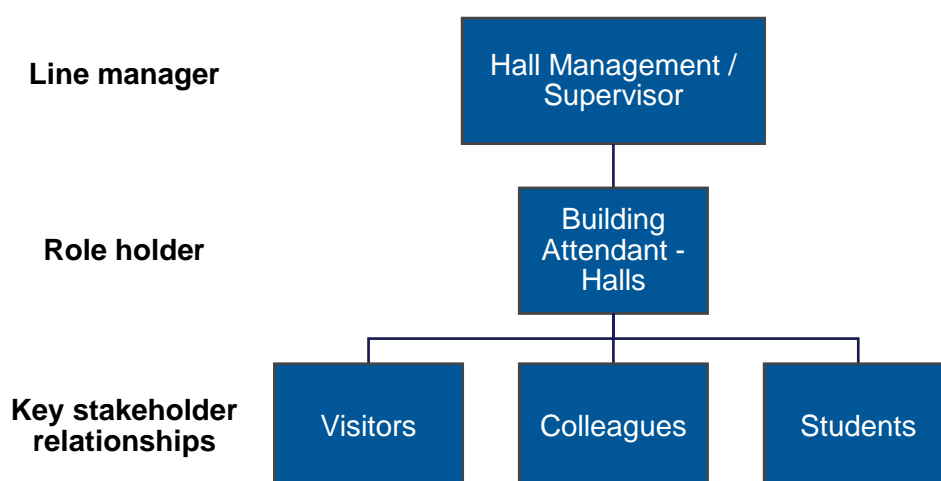 Line manager
Hall Management /
Supervisor
Role holder
Building
Attendant -
Halls
Key stakeholder
relationships
Visitors
Colleagues
Students